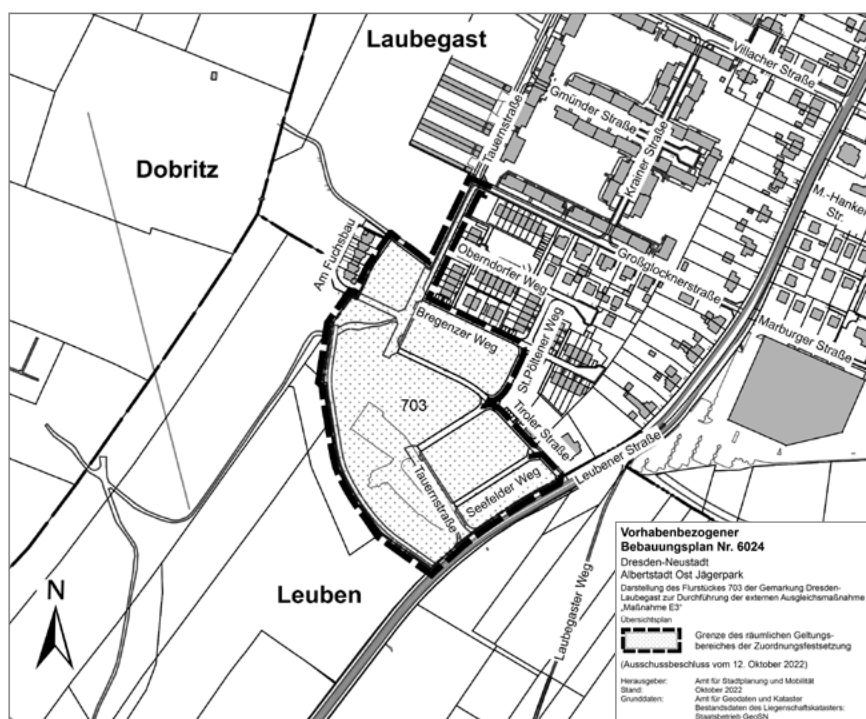 Laubegast
Villacher Straße
Gmünder Straße
Tauernstraße
Krainer Straße
Dobritz
M.-Hanke-
Str.
Am Fuchsbau
Oberndorfer Weg
Großglocknerstraße
Bregenzer Weg
St.Pöltener Weg
Marburger Straße
703
Tiroler Straße
Leubener Straße
Tauernstraße
Seefelder Weg
Laubegaster Weg
Leuben
N
Vorhabenbezogener
Bebauungsplan Nr. 6024
Dresden-Neustadt
Albertstadt Ost Jägerpark
Darstellung des Flurstückes 703 der Gemarkung Dresden-
Laubegast zur Durchführung der externen Ausgleichsmaßnahme
„Maßnahme E3“
Übersichtsplan
Grenze des räumlichen Geltungs-
bereiches der Zuordnungsfestsetzung
(Ausschussbeschluss vom 12. Oktober 2022)
Herausgeber: Amt für Stadtplanung und Mobilität
Stand: Oktober 2022
Grunddaten: Amt für Geodaten und Kataster
Bestandsdaten des Liegenschaftskatasters:
Staatsbetrieb GeoSN